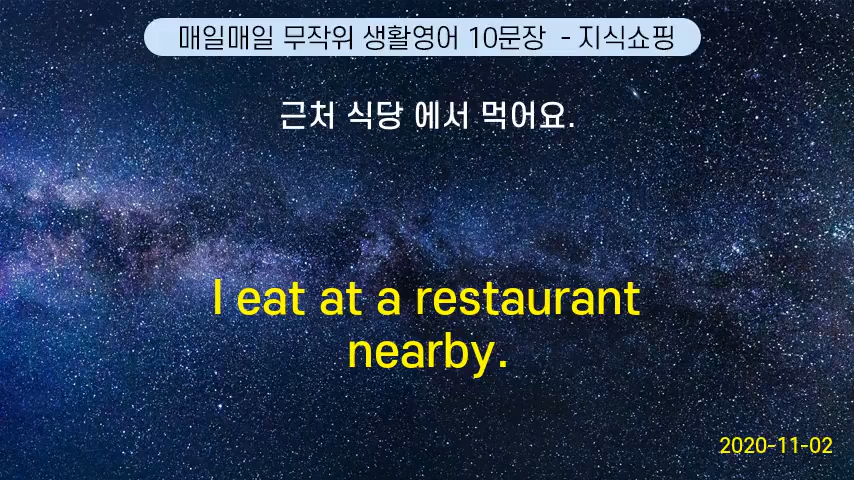 매일매일 무작위 생활영어 10문장 - 지식쇼핑
근처 식당 에서 먹어요.
I eat at a restaurant
nearby.
2020-11-02